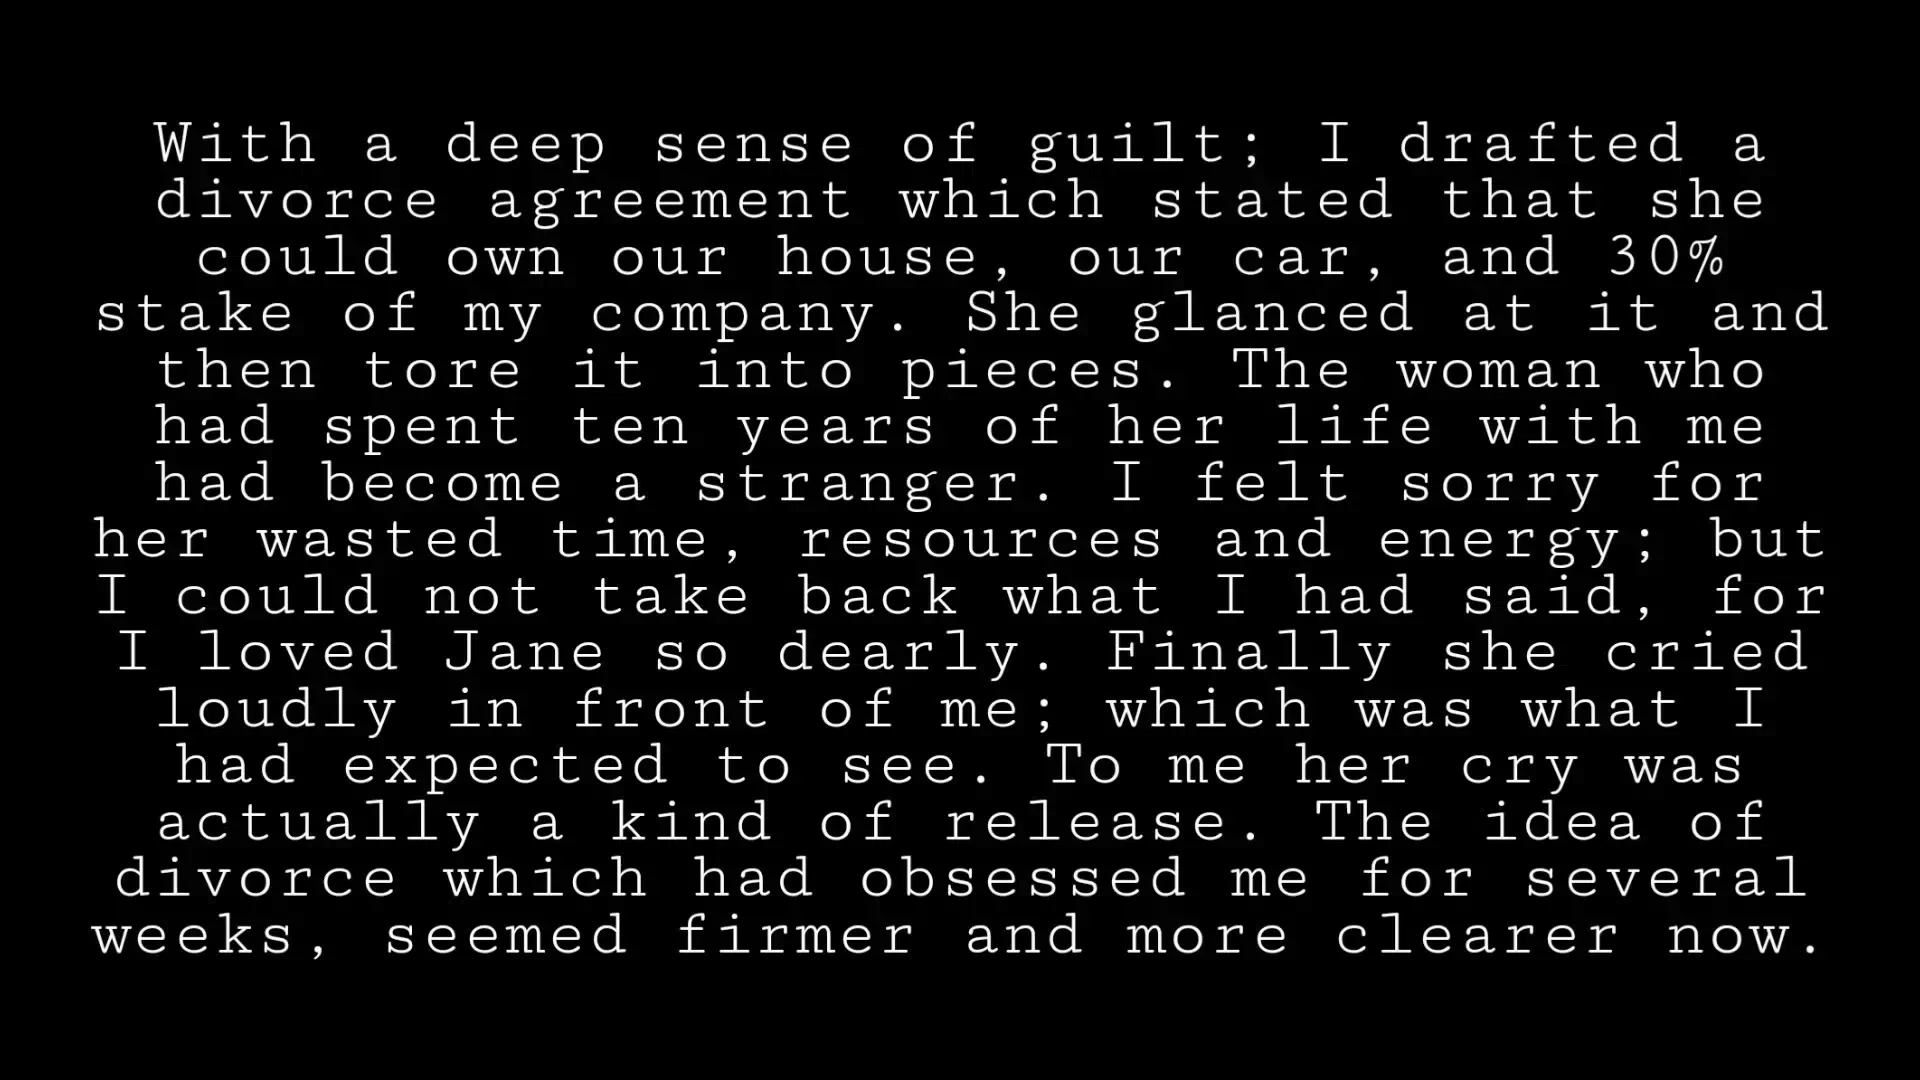 With a deep sense of guilt; I drafted a
divorce agreement which stated that she
could own our house, our car, and 30%
stake of my company. She glanced at it and
then tore it into pieces. The woman who
had spent ten years of her life with me
had become a stranger. I felt sorry for
her wasted time, resources and energy; but
I could not take back what I had said, for
I loved Jane so dearly. Finally she cried
loudly in front of me; which was what I
had expected to see. To me her cry was
actually a kind of release. The idea of
divorce which had obsessed me for several
weeks, seemed firmer and more clearer now.